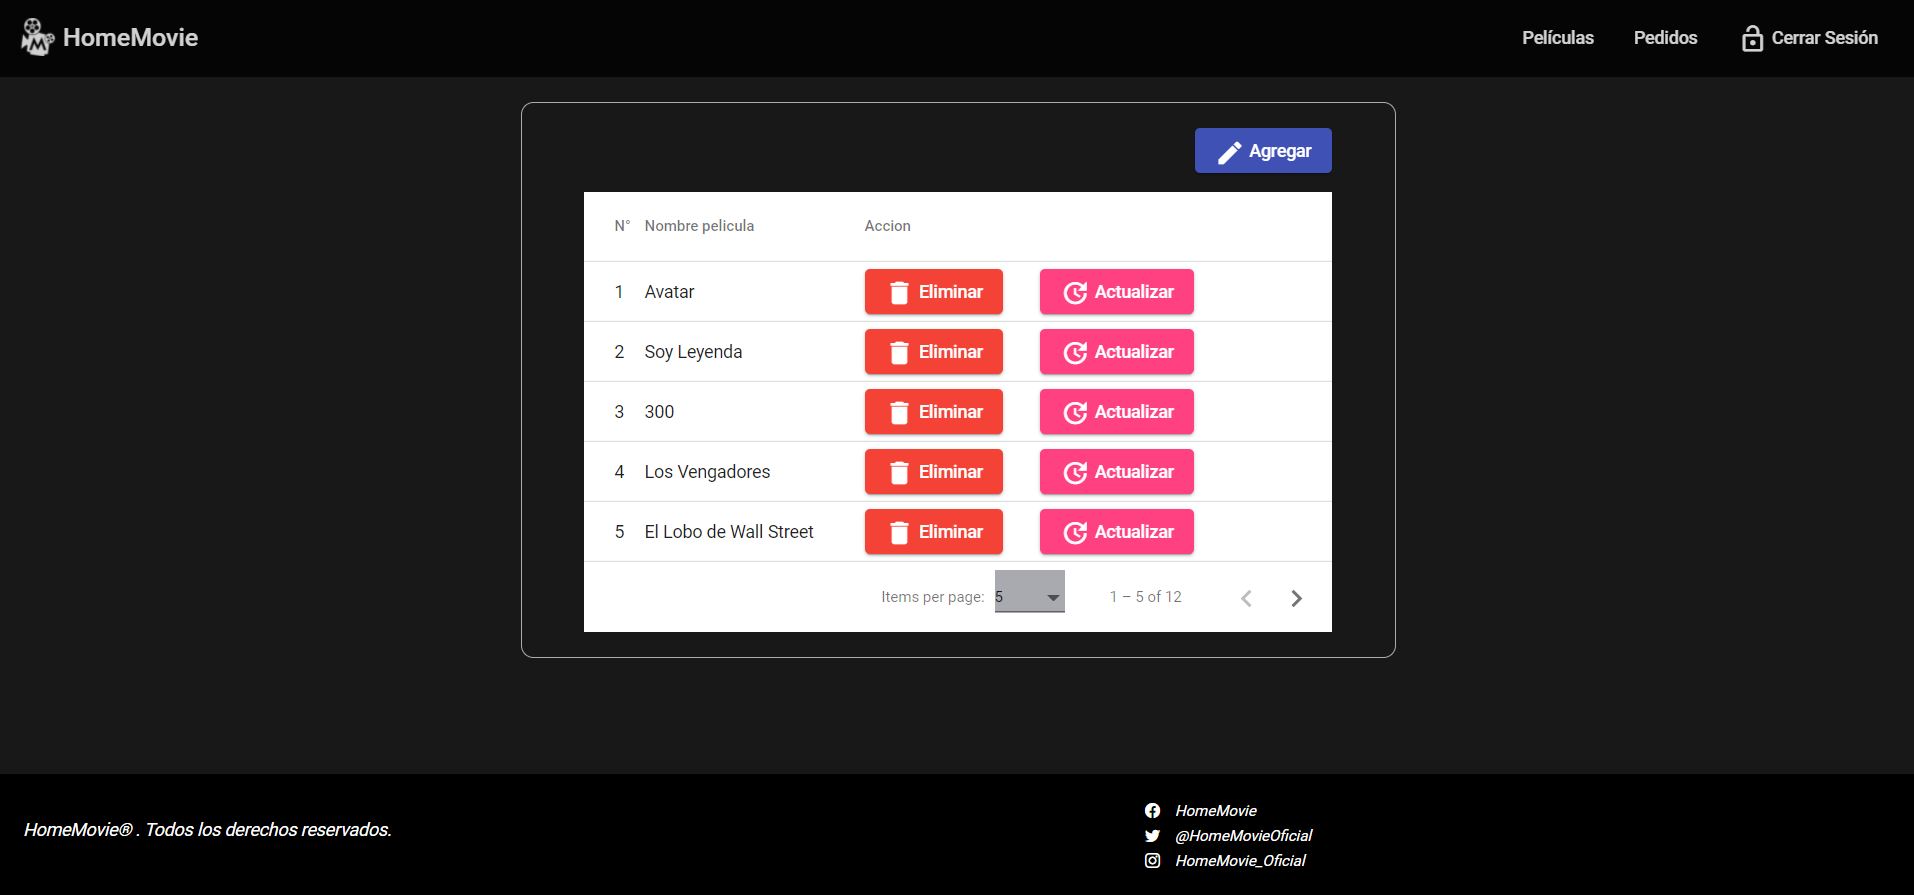 HomeMovie
Películas Pedidos Cerrar Sesión
Agregar
N° Nombre pelicula Accion
1 Avatar Eliminar Actualizar
2 Soy Leyenda Eliminar Actualizar
3 300 Eliminar Actualizar
4 Los Vengadores Eliminar Actualizar
5 El Lobo de Wall Street Eliminar Actualizar
Items per page: 5 1 – 5 of 12
HomeMovie® . Todos los derechos reservados.
HomeMovie
@HomeMovieOficial
HomeMovie_Oficial